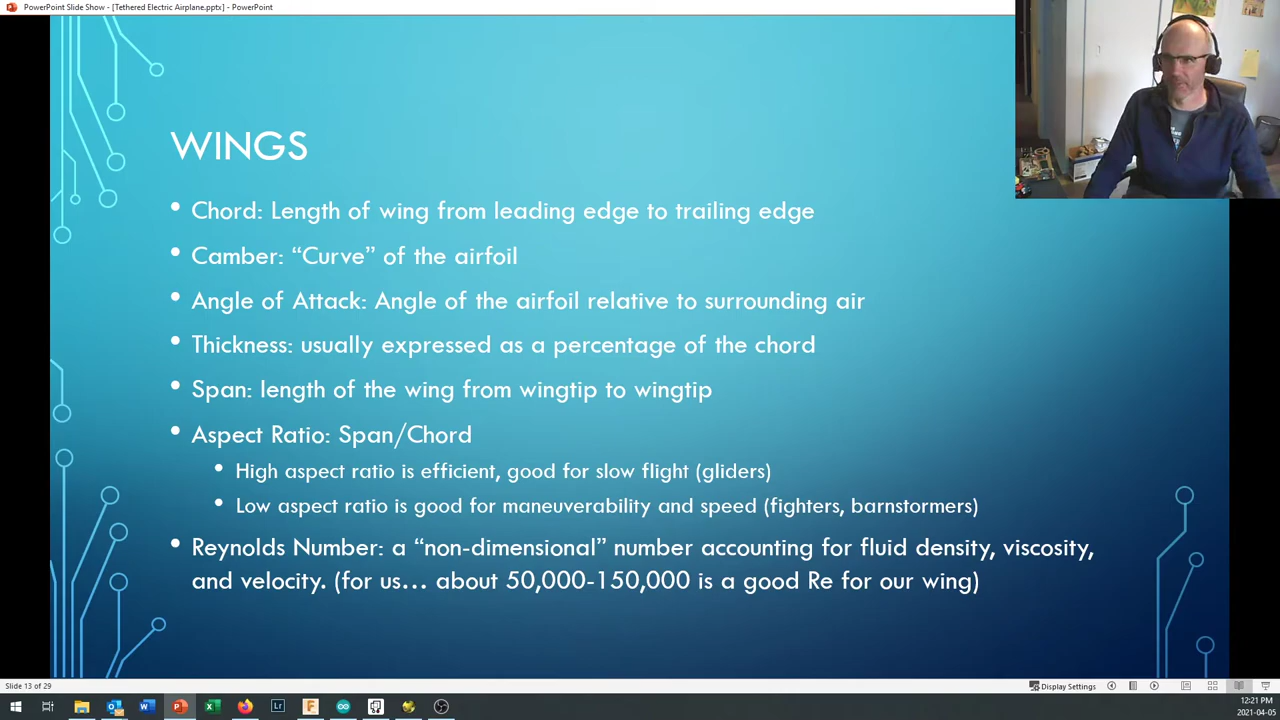 PowerPoint Slide Show - [Tethered Electric Airplane.pptx] - PowerPoint
WINGS
• Chord: Length of wing from leading edge to trailing edge
• Camber: “Curve” of the airfoil
• Angle of Attack: Angle of the airfoil relative to surrounding air
• Thickness: usually expressed as a percentage of the chord
• Span: length of the wing from wingtip to wingtip
• Aspect Ratio: Span/Chord
• High aspect ratio is efficient, good for slow flight (gliders)
• Low aspect ratio is good for maneuverability and speed (fighters, barnstormers)
• Reynolds Number: a “non-dimensional” number accounting for fluid density, viscosity,
and velocity. (for us… about 50,000-150,000 is a good Re for our wing)
Slide 13 of 29
Display Settings
12:21 PM
2021-04-05